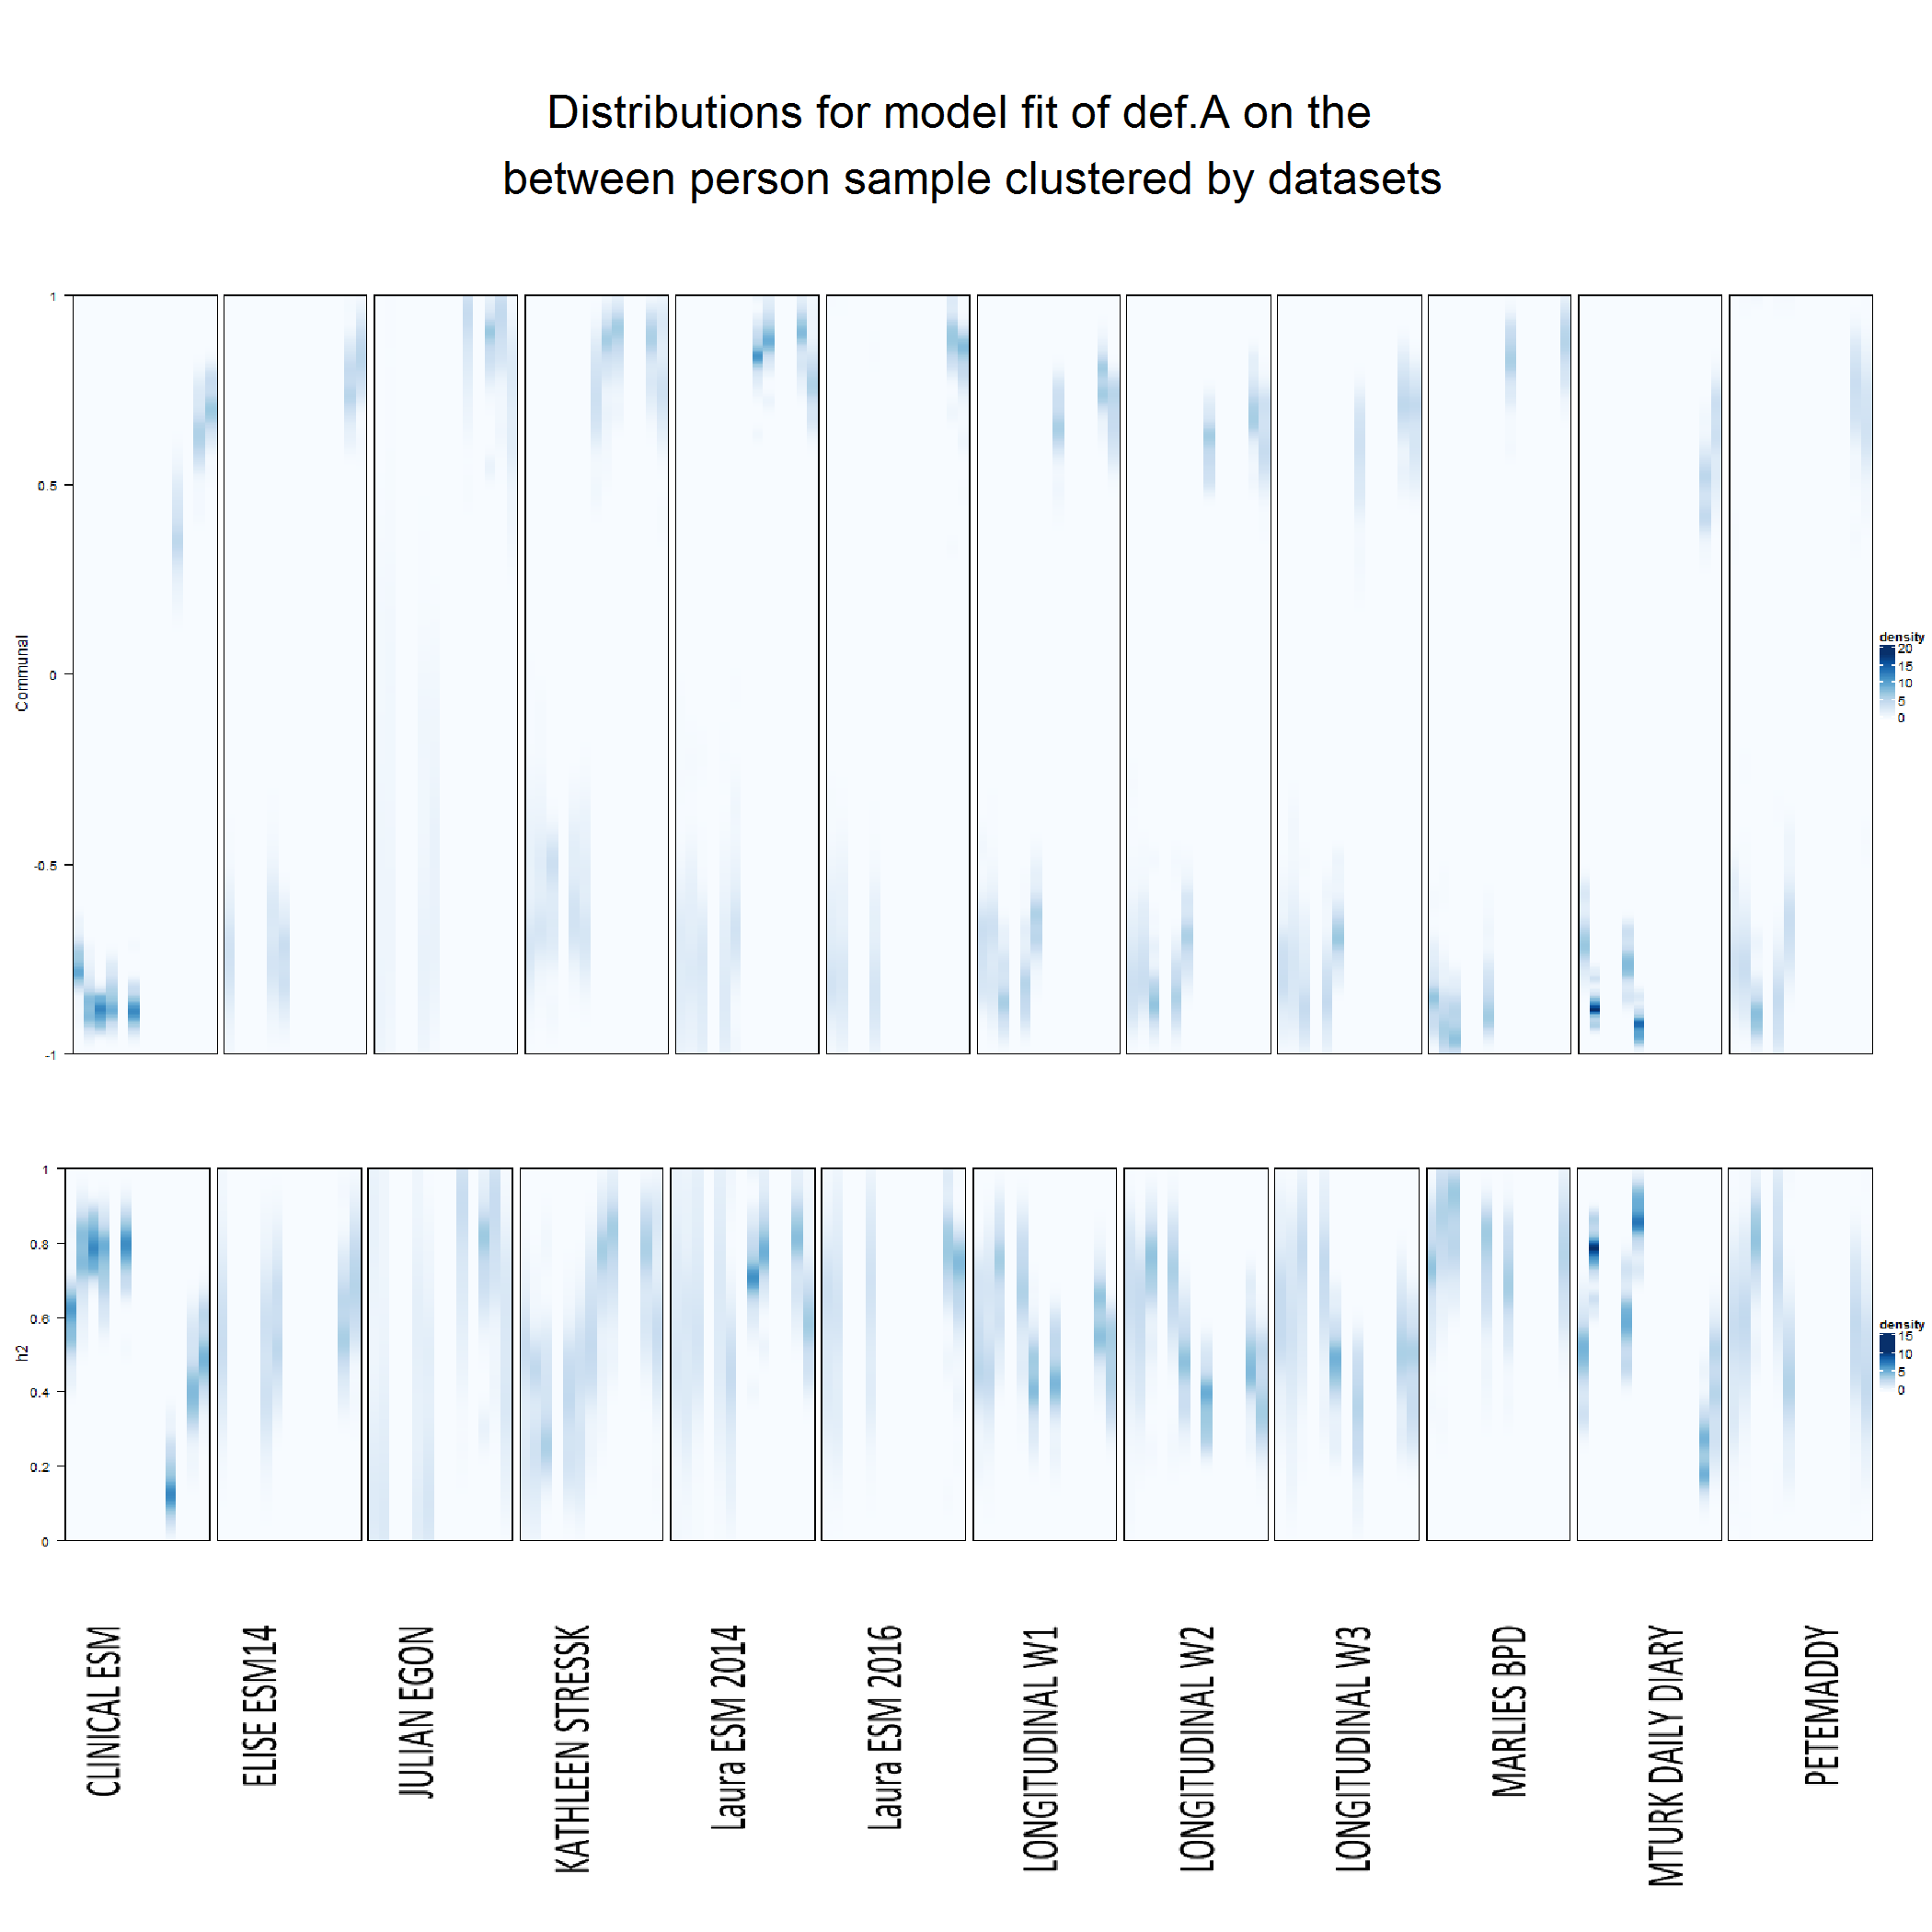 Distributions for model fit of def.A on the
between person sample clustered by datasets
1
0.5
0
-0.5
-1
Communal
density
20
15
10
5
0
1
0.8
0.6
0.4
0.2
0
h2
density
15
10
5
0
CLINICAL ESM
ELISE ESM14
JULIAN EGON
KATHLEEN STRESSK
Laura ESM 2014
Laura ESM 2016
LONGITUDINAL W1
LONGITUDINAL W2
LONGITUDINAL W3
MARLIES BPD
MTURK DAILY DIARY
PETEMADDY